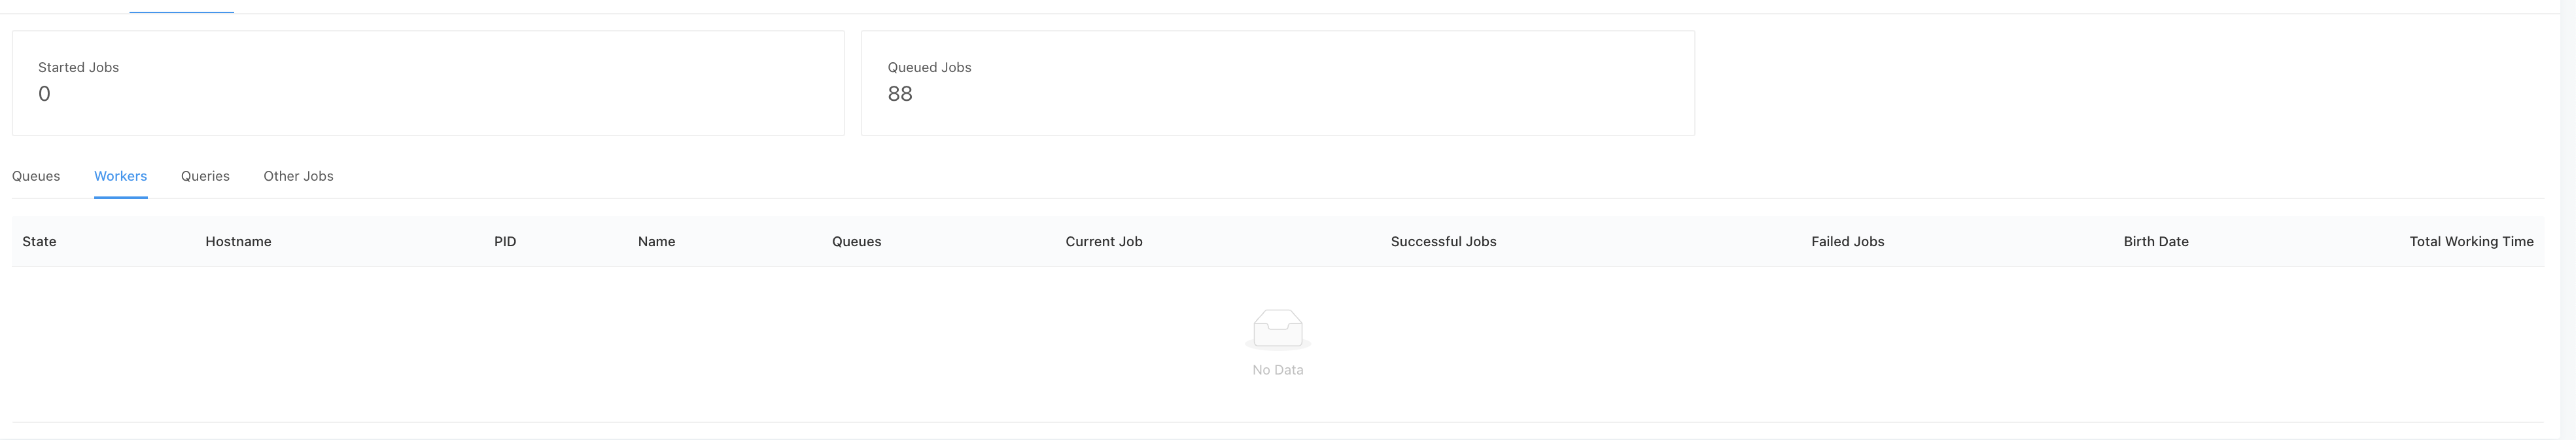 Started Jobs
0
Queued Jobs
88
Queues Workers Queries Other Jobs
State Hostname PID Name Queues Current Job Successful Jobs Failed Jobs Birth Date Total Working Time
No Data